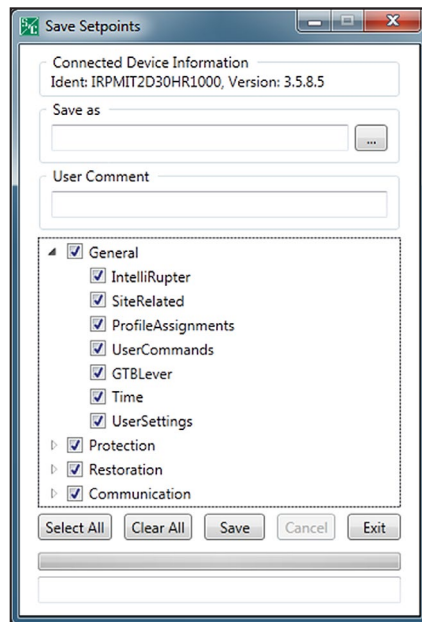 Save Setpoints
Connected Device Information
Ident: IRPMIT2D30HR1000, Version: 3.5.8.5
Save as
...
User Comment
General
IntelliRupter
SiteRelated
ProfileAssignments
UserCommands
GTBLever
Time
UserSettings
Protection
Restoration
Communication
Select All Clear All Save Cancel Exit